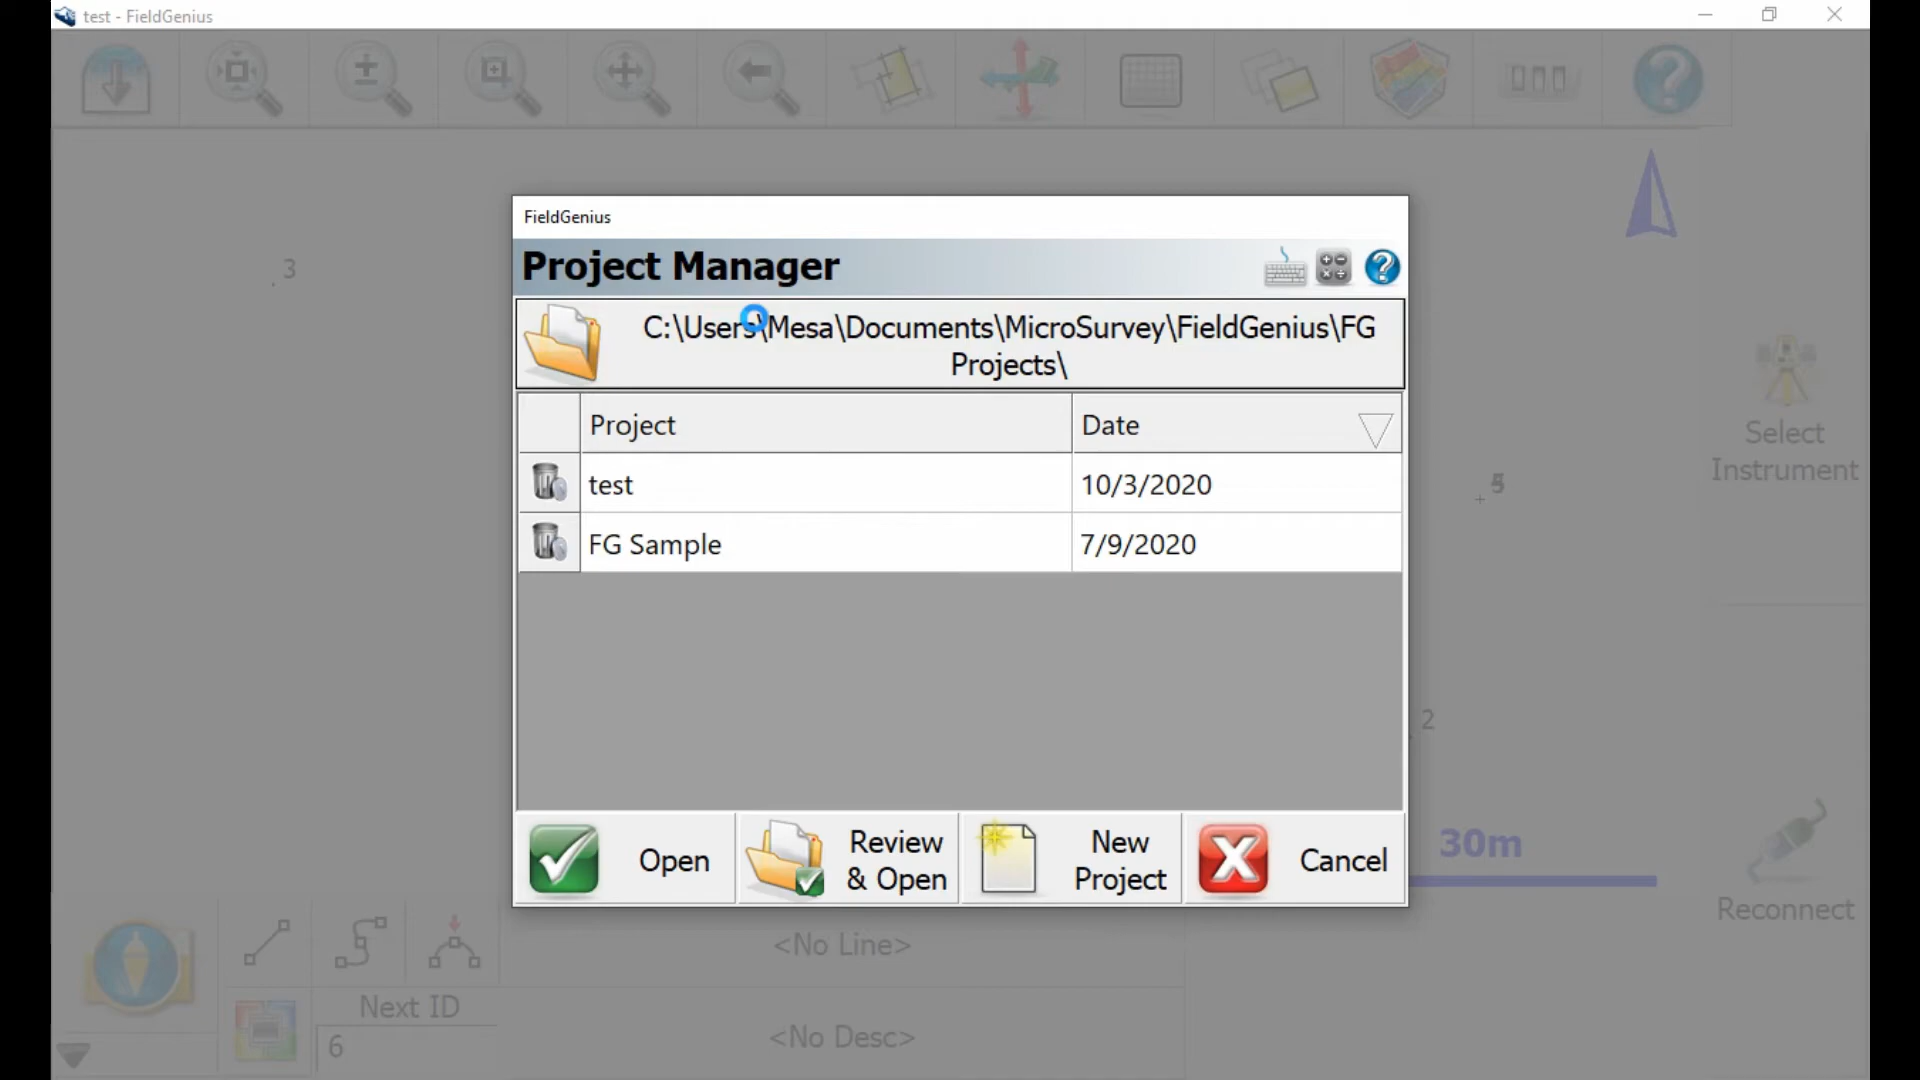 test - FieldGenius
3
5
2
30m
Select
Instrument
Reconnect
FieldGenius
Project Manager
C:\Users\Mesa\Documents\MicroSurvey\FieldGenius\FG
Projects\
Project Date
test 10/3/2020
FG Sample 7/9/2020
Open
Review
& Open
New
Project
Cancel
<No Line>
Next ID
6
<No Desc>